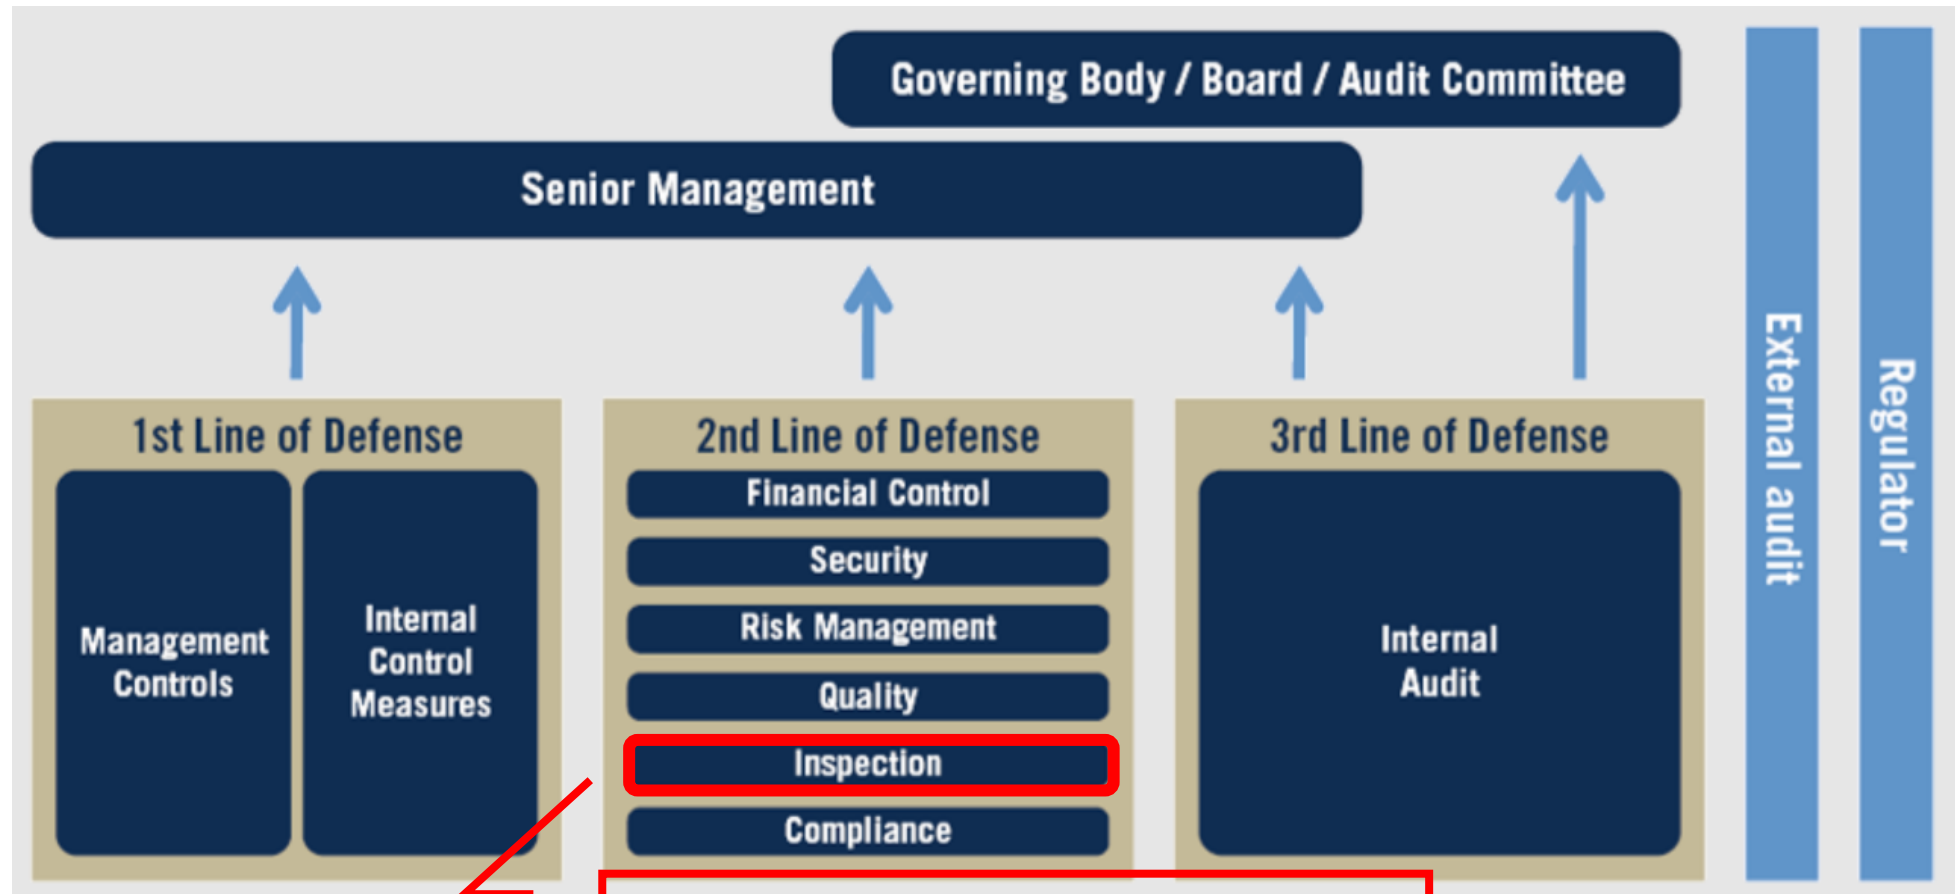 Governing Body / Board / Audit Committee
Senior Management
1st Line of Defense
Management
Controls
Internal
Control
Measures
2nd Line of Defense
Financial Control
Security
Risk Management
Quality
Inspection
Compliance
3rd Line of Defense
Internal
Audit
External audit
Regulator